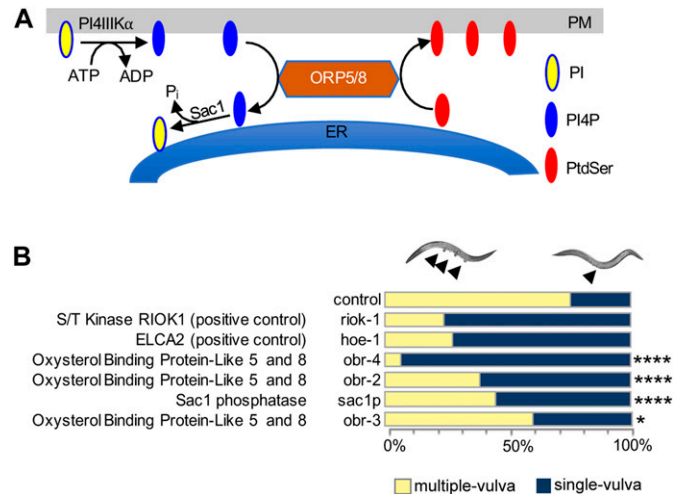 A
PM
PI4IIIKα
ATP
ADP
ORP5/8
PI
Pi
Sac1
PI4P
ER
PtdSer
B
control
S/T Kinase RIOK1 (positive control) riok-1
ELCA2 (positive control) hoe-1
Oxysterol Binding Protein-Like 5 and 8 obr-4 ****
Oxysterol Binding Protein-Like 5 and 8 obr-2 ****
Sac1 phosphatase sac1p ****
Oxysterol Binding Protein-Like 5 and 8 obr-3 *
0% 50% 100%
multiple-vulva single-vulva